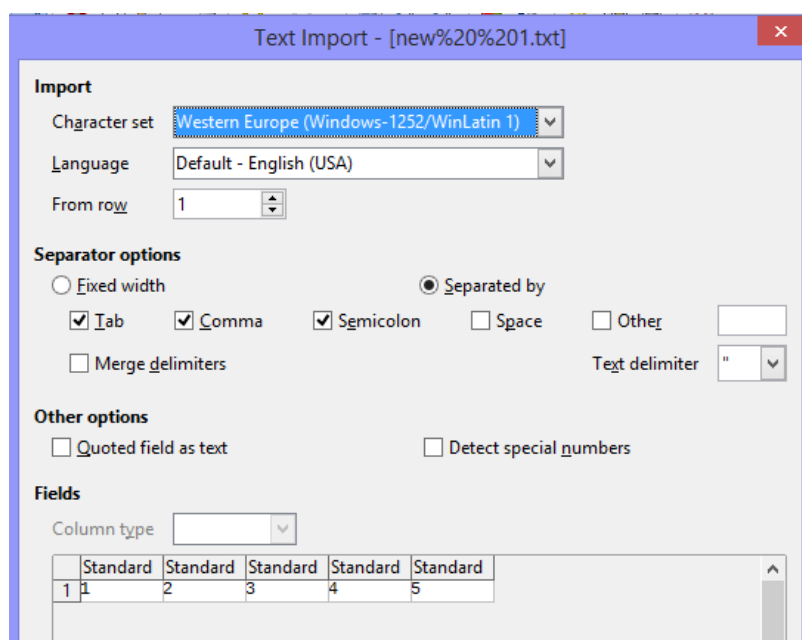 Text Import - [new%20%201.txt]
Import
Character set Western Europe (Windows-1252/WinLatin 1)
Language Default - English (USA)
From row 1
Separator options
Fixed width Separated by
Tab Comma Semicolon Space Other
Merge delimiters Text delimiter "
Other options
Quoted field as text Detect special numbers
Fields
Column type
Standard Standard Standard Standard Standard
1 1 2 3 4 5